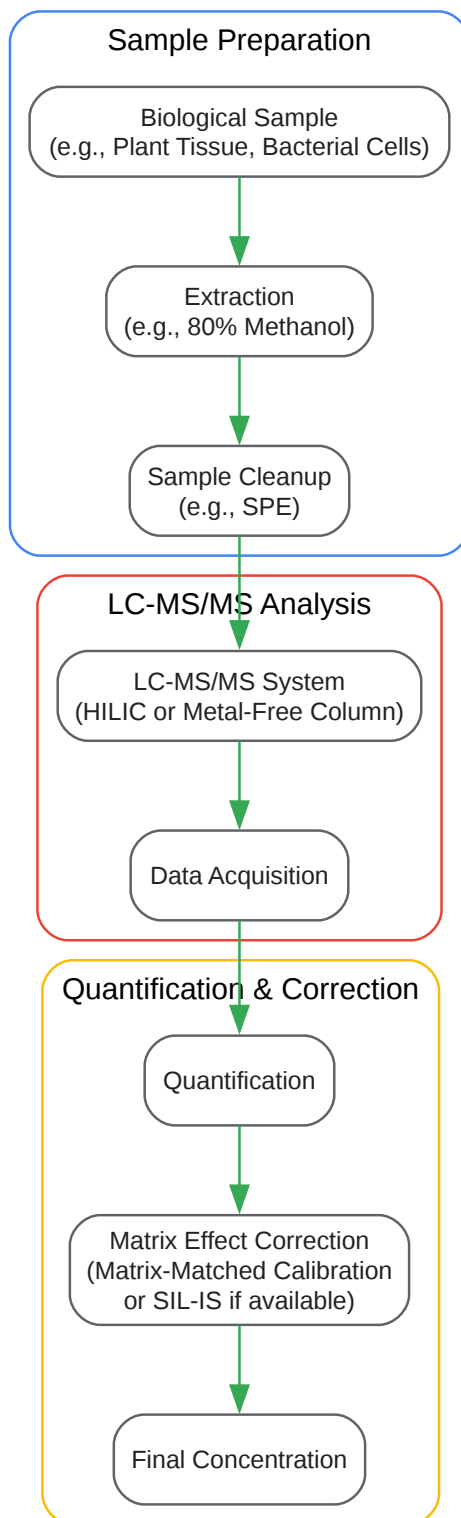 Sample Preparation
Biological Sample
(e.g., Plant Tissue, Bacterial Cells)
Extraction
(e.g., 80% Methanol)
Sample Cleanup
(e.g., SPE)
LC-MS/MS Analysis
LC-MS/MS System
(HILIC or Metal-Free Column)
Data Acquisition
Quantification & Correction
Quantification
Matrix Effect Correction
(Matrix-Matched Calibration
or SIL-IS if available)
Final Concentration